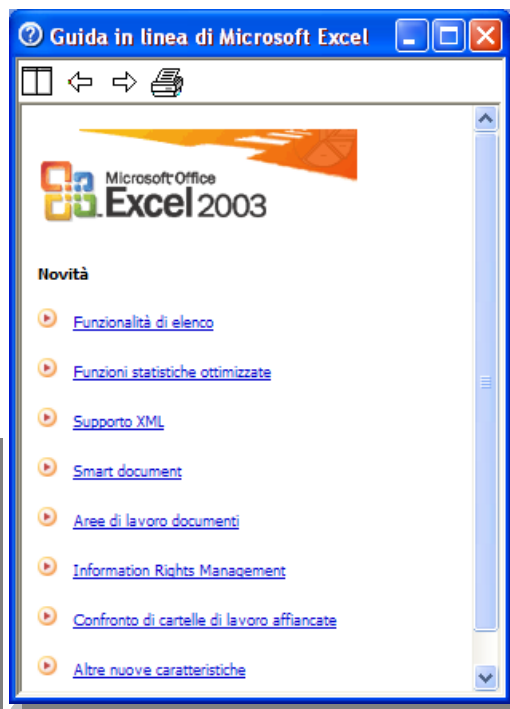 Guida in linea di Microsoft Excel
Microsoft Office
Excel 2003
Novità
Funzionalità di elenco
Funzioni statistiche ottimizzate
Supporto XML
Smart document
Aree di lavoro documenti
Information Rights Management
Confronto di cartelle di lavoro affiancate
Altre nuove caratteristiche